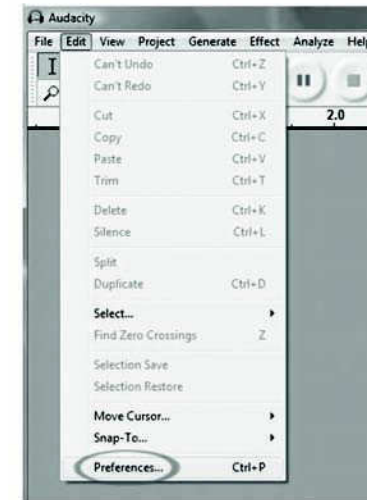 Audacity
File Edit View Project Generate Effect Analyze Help
2.0
Can't Undo Ctrl+Z
Can't Redo Ctrl+Y
Cut Ctrl+X
Copy Ctrl+C
Paste Ctrl+V
Trim Ctrl+T
Delete Ctrl+K
Silence Ctrl+L
Split
Duplicate Ctrl+D
Select...
Find Zero Crossings Z
Selection Save
Selection Restore
Move Cursor...
Snap-To...
Preferences... Ctrl+P